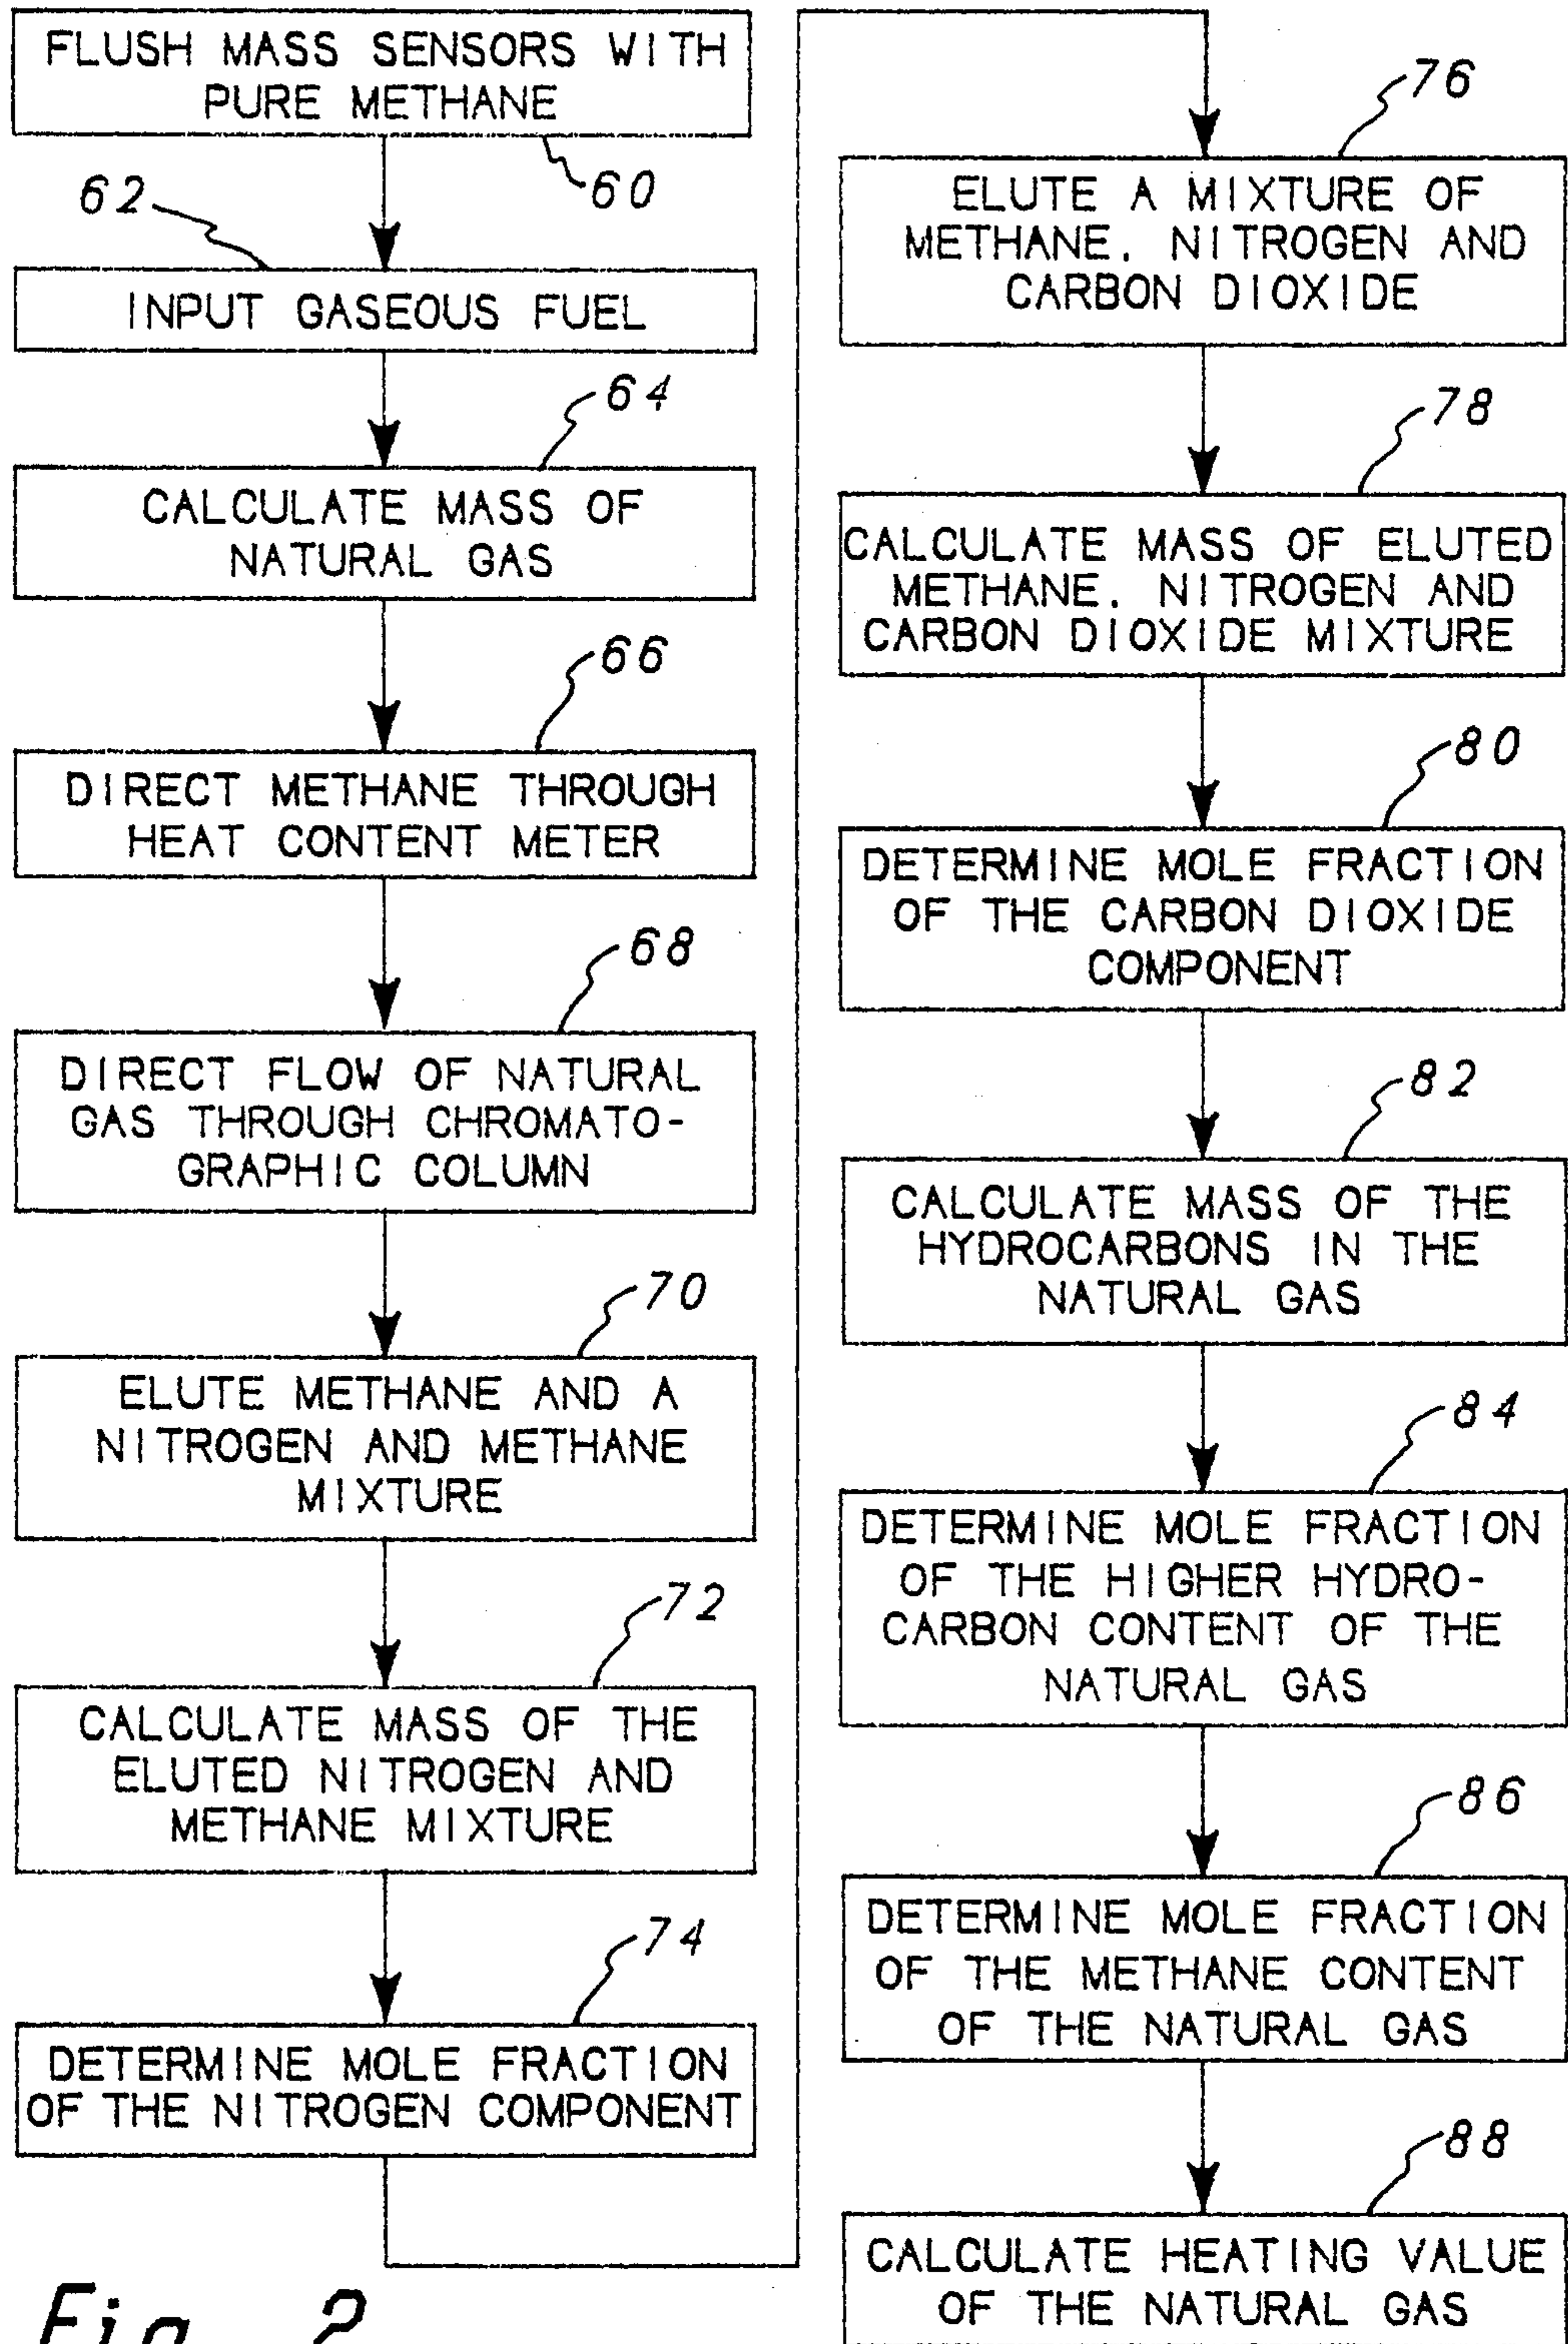 FLUSH MASS SENSORS WITH
PURE METHANE
60
62
INPUT GASEOUS FUEL
64
CALCULATE MASS OF
NATURAL GAS
66
DIRECT METHANE THROUGH
HEAT CONTENT METER
68
DIRECT FLOW OF NATURAL
GAS THROUGH CHROMATO-
GRAPHIC COLUMN
70
ELUTE METHANE AND A
NITROGEN AND METHANE
MIXTURE
72
CALCULATE MASS OF THE
ELUTED NITROGEN AND
METHANE MIXTURE
74
DETERMINE MOLE FRACTION
OF THE NITROGEN COMPONENT
76
ELUTE A MIXTURE OF
METHANE. NITROGEN AND
CARBON DIOXIDE
78
CALCULATE MASS OF ELUTED
METHANE. NITROGEN AND
CARBON DIOXIDE MIXTURE
80
DETERMINE MOLE FRACTION
OF THE CARBON DIOXIDE
COMPONENT
82
CALCULATE MASS OF THE
HYDROCARBONS IN THE
NATURAL GAS
84
DETERMINE MOLE FRACTION
OF THE HIGHER HYDRO-
CARBON CONTENT OF THE
NATURAL GAS
86
DETERMINE MOLE FRACTION
OF THE METHANE CONTENT
OF THE NATURAL GAS
88
CALCULATE HEATING VALUE
OF THE NATURAL GAS
Fig. 2